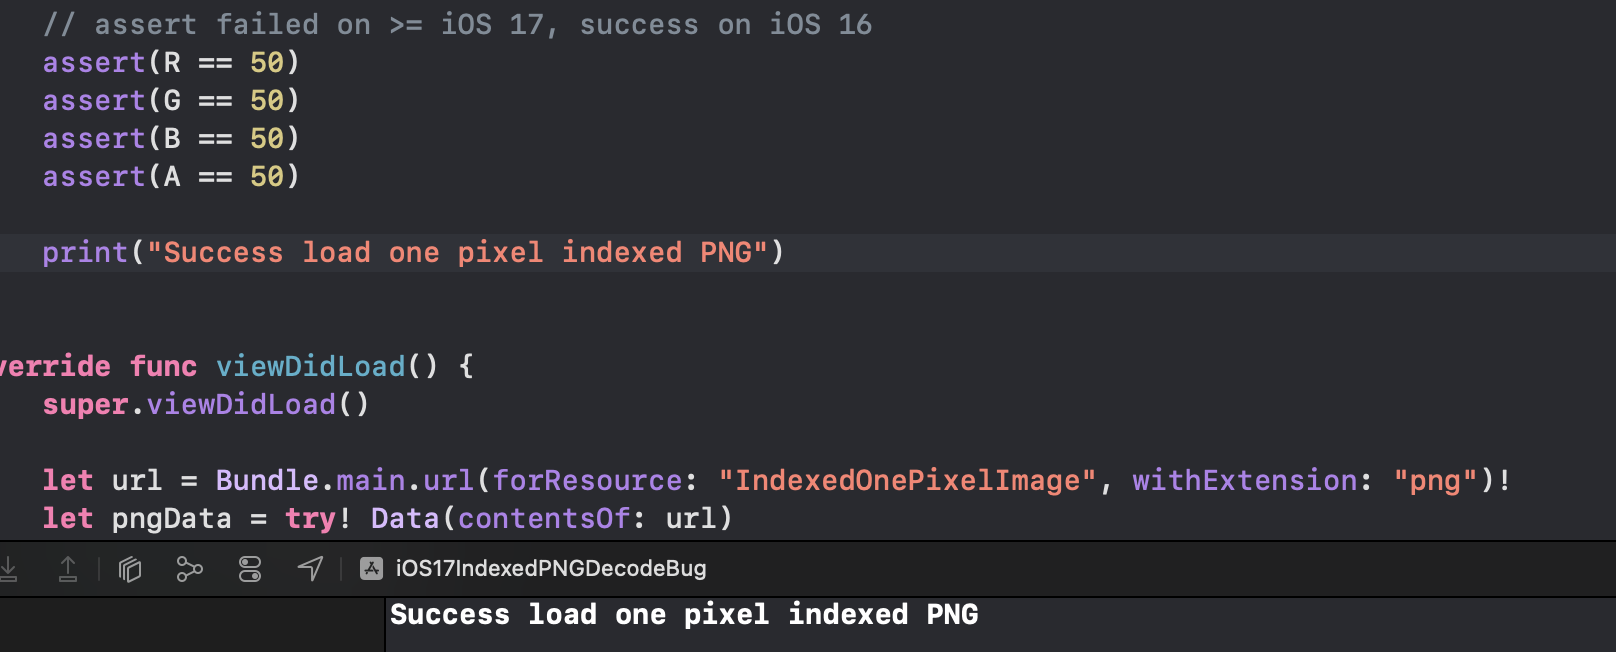 // assert failed on >= iOS 17, success on iOS 16
assert(R == 50)
assert(G == 50)
assert(B == 50)
assert(A == 50)
print("Success load one pixel indexed PNG")
verride func viewDidLoad() {
super.viewDidLoad()
let url = Bundle.main.url(forResource: "IndexedOnePixelImage", withExtension: "png")!
let pngData = try! Data(contentsOf: url)
iOS17IndexedPNGDecodeBug
Success load one pixel indexed PNG